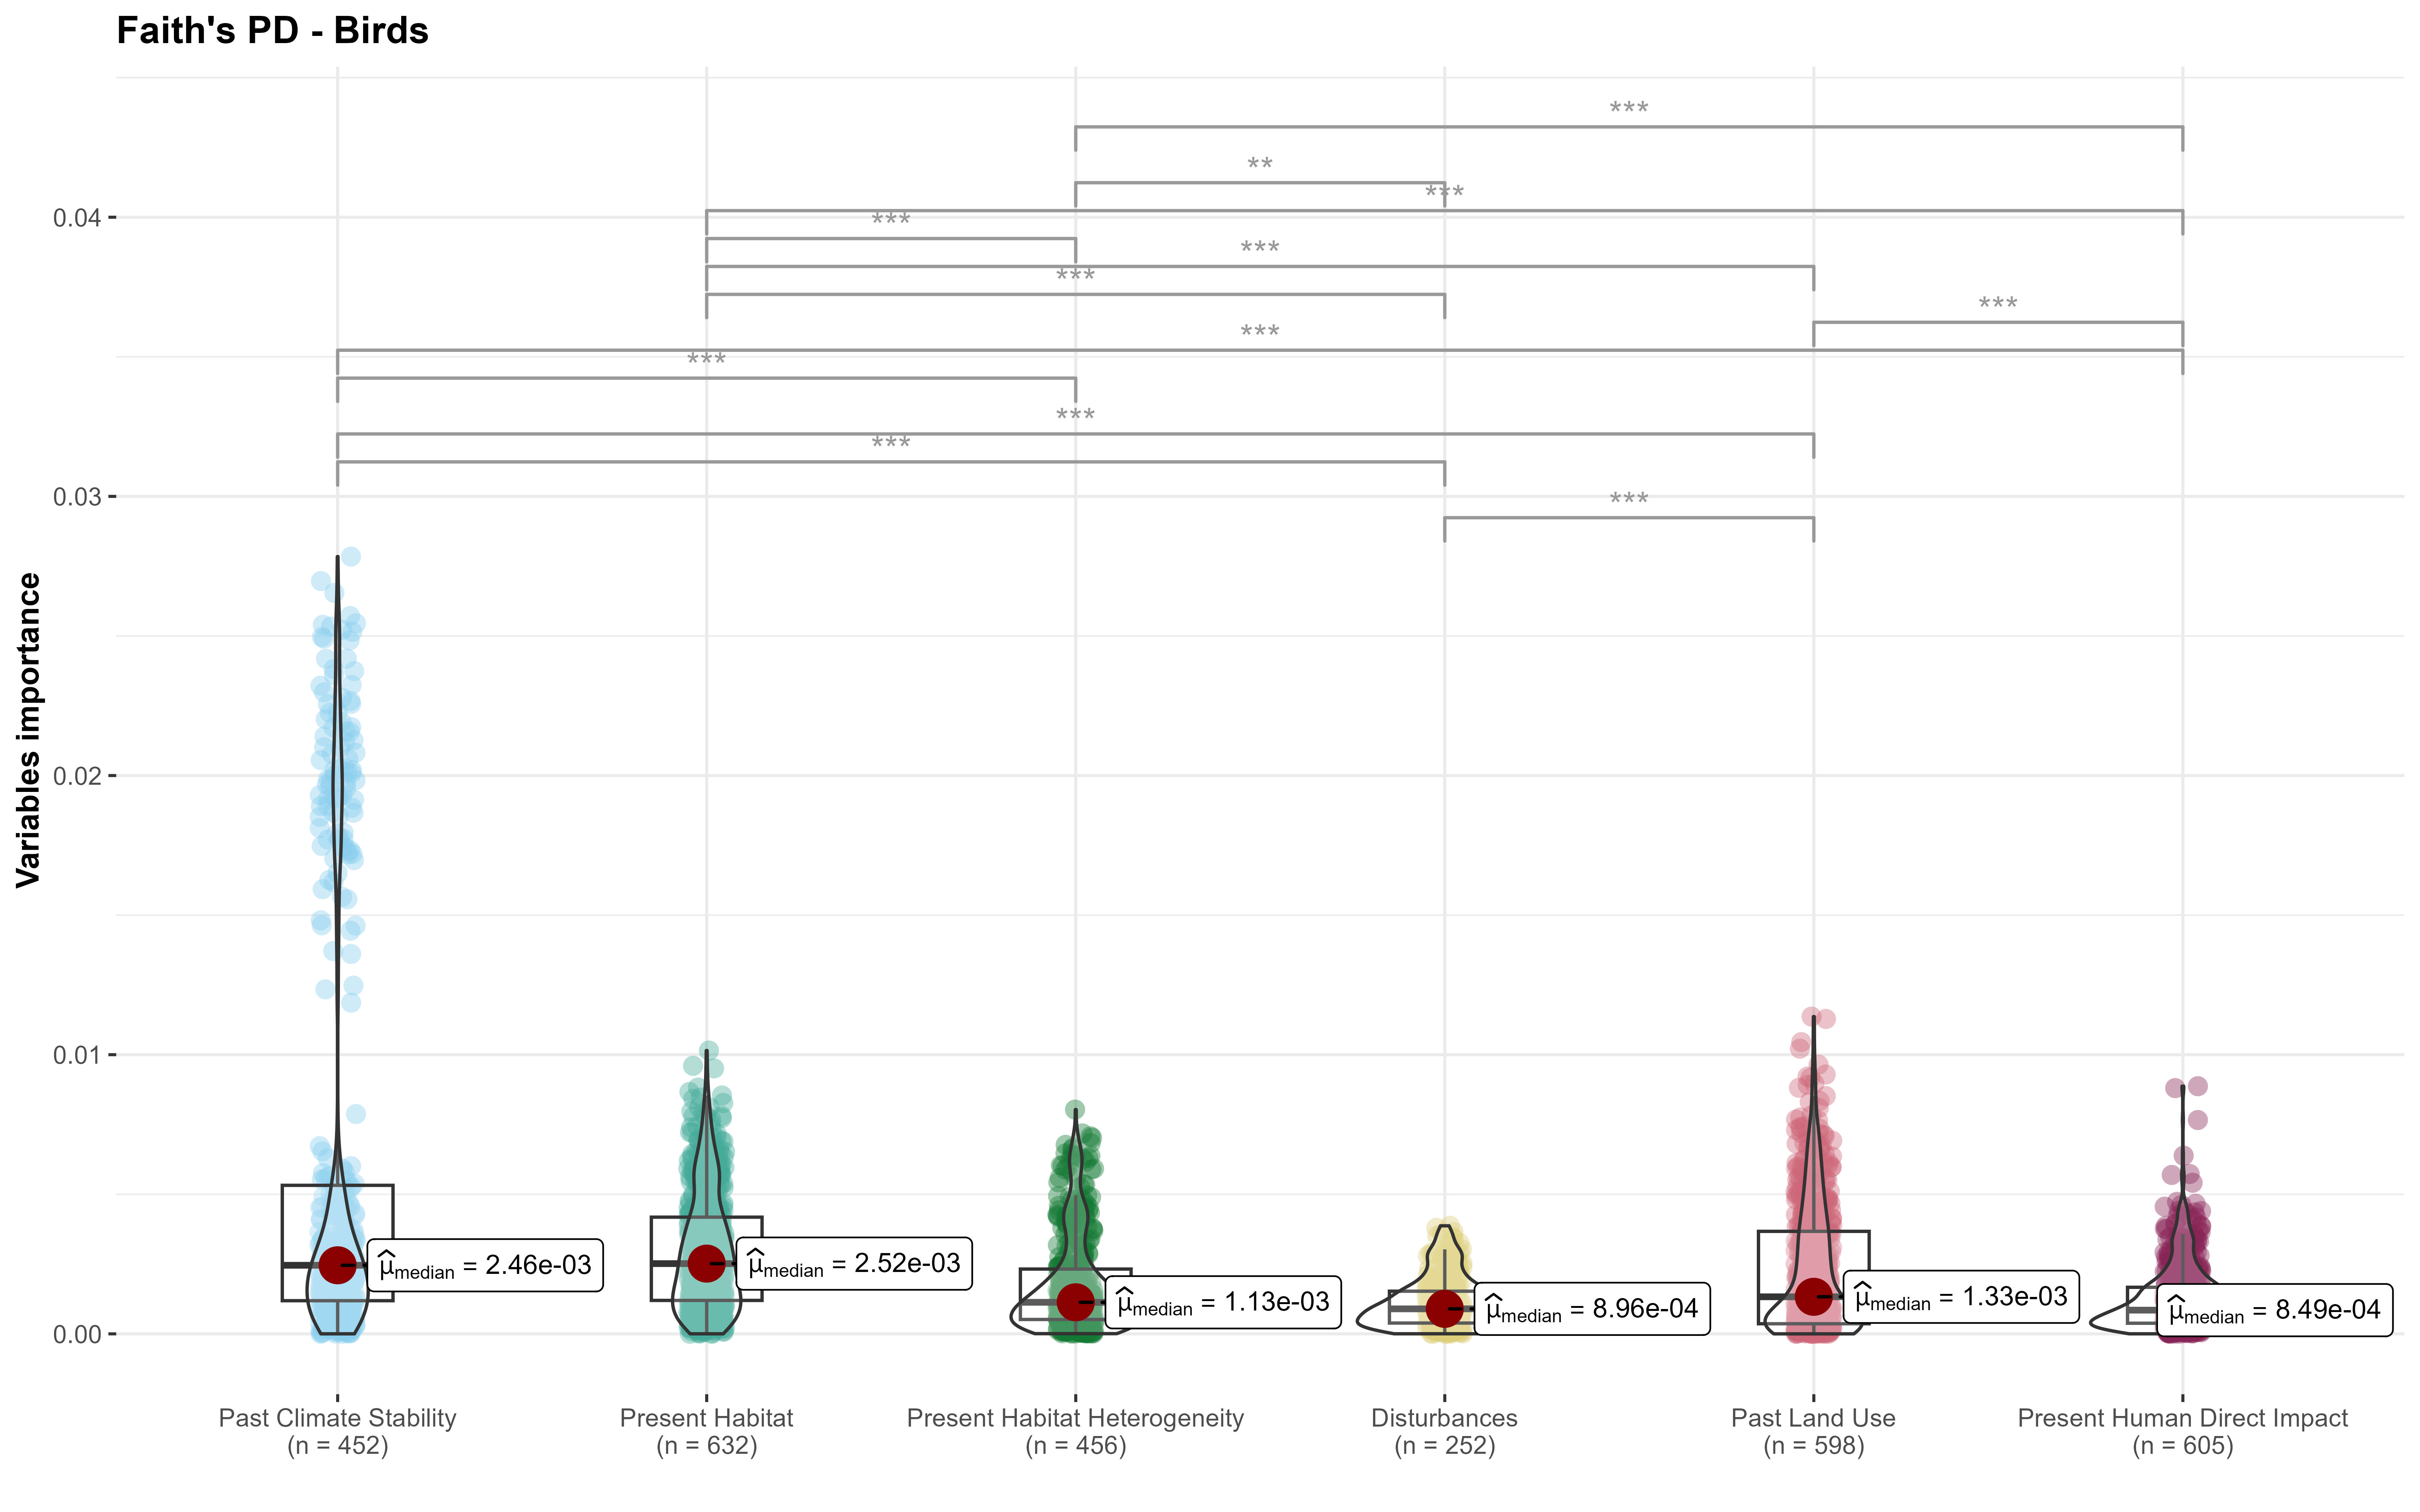 Faith's PD - Birds
Variables importance
0.04
0.03
0.02
0.01
0.00
***
**
***
***
***
***
***
***
***
***
***
***
μ̂median = 2.46e-03
μ̂median = 2.52e-03
μ̂median = 1.13e-03
μ̂median = 8.96e-04
μ̂median = 1.33e-03
μ̂median = 8.49e-04
Past Climate Stability
(n = 452)
Present Habitat
(n = 632)
Present Habitat Heterogeneity
(n = 456)
Disturbances
(n = 252)
Past Land Use
(n = 598)
Present Human Direct Impact
(n = 605)